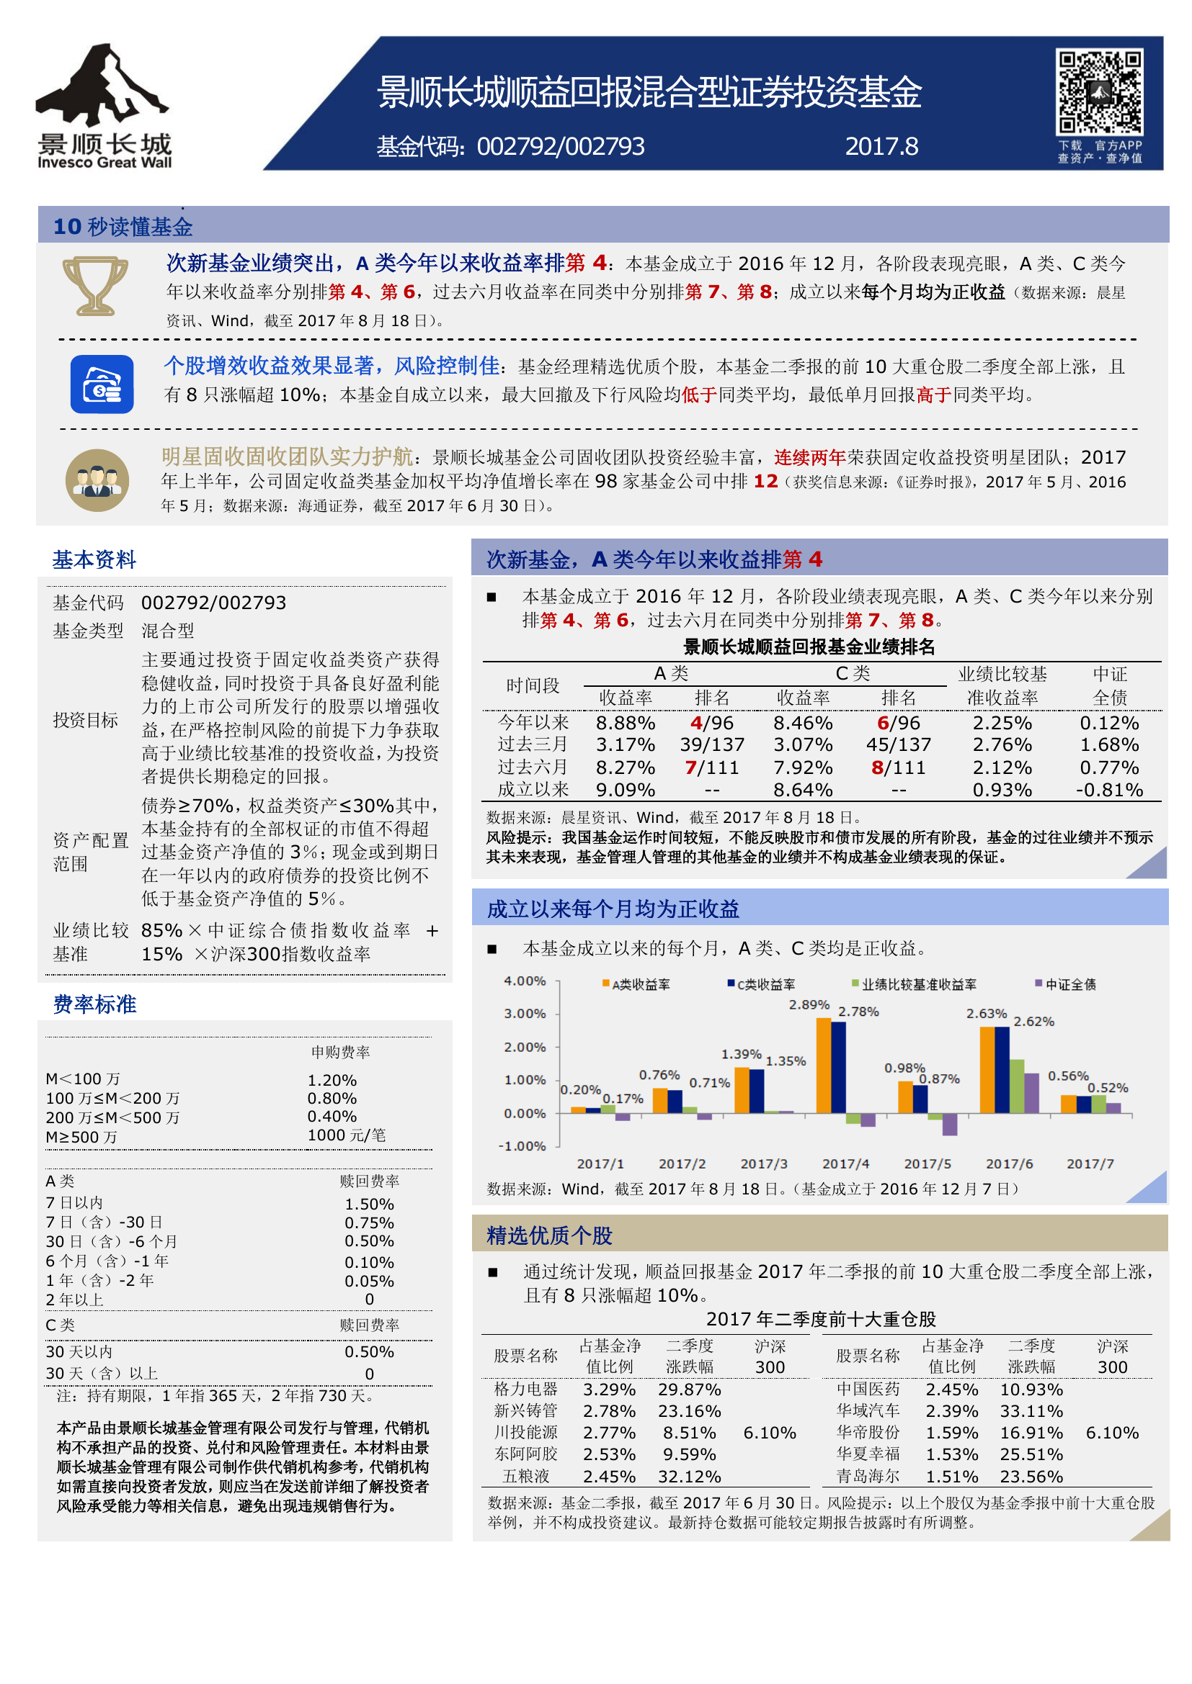 景顺长城
Invesco Great Wall
景顺长城顺益回报混合型证券投资基金
基金代码：002792/002793 2017.8
下载 官方APP
查资产·查净值
10 秒读懂基金
次新基金业绩突出，A 类今年以来收益率排第 4：本基金成立于 2016 年 12 月，各阶段表现亮眼，A 类、C 类今
年以来收益率分别排第 4、第 6，过去六月收益率在同类中分别排第 7、第 8；成立以来每个月均为正收益（数据来源：晨星
资讯、Wind，截至 2017 年 8 月 18 日）。
个股增效收益效果显著，风险控制佳：基金经理精选优质个股，本基金二季报的前 10 大重仓股二季度全部上涨，且
有 8 只涨幅超 10%；本基金自成立以来，最大回撤及下行风险均低于同类平均，最低单月回报高于同类平均。
明星固收固收团队实力护航：景顺长城基金公司固收团队投资经验丰富，连续两年荣获固定收益投资明星团队；2017
年上半年，公司固定收益类基金加权平均净值增长率在 98 家基金公司中排 12（获奖信息来源：《证券时报》，2017 年 5 月、2016
年 5 月；数据来源：海通证券，截至 2017 年 6 月 30 日）。
基本资料
基金代码 002792/002793
基金类型 混合型
投资目标
主要通过投资于固定收益类资产获得
稳健收益，同时投资于具备良好盈利能
力的上市公司所发行的股票以增强收
益，在严格控制风险的前提下力争获取
高于业绩比较基准的投资收益，为投资
者提供长期稳定的回报。
资产配置
范围
债券≥70%，权益类资产≤30%其中，
本基金持有的全部权证的市值不得超
过基金资产净值的 3%；现金或到期日
在一年以内的政府债券的投资比例不
低于基金资产净值的 5%。
业绩比较 85%×中证综合债指数收益率 +
基准 15% ×沪深300指数收益率
费率标准
申购费率
M＜100 万 1.20%
100 万≤M＜200 万 0.80%
200 万≤M＜500 万 0.40%
M≥500 万 1000 元/笔
A 类 赎回费率
7 日以内 1.50%
7 日（含）-30 日 0.75%
30 日（含）-6 个月 0.50%
6 个月（含）-1 年 0.10%
1 年（含）-2 年 0.05%
2 年以上 0
C 类 赎回费率
30 天以内 0.50%
30 天（含）以上 0
注：持有期限，1 年指 365 天，2 年指 730 天。
本产品由景顺长城基金管理有限公司发行与管理，代销机
构不承担产品的投资、兑付和风险管理责任。本材料由景
顺长城基金管理有限公司制作供代销机构参考，代销机构
如需直接向投资者发放，则应当在发送前详细了解投资者
风险承受能力等相关信息，避免出现违规销售行为。
次新基金，A 类今年以来收益排第 4
■ 本基金成立于 2016 年 12 月，各阶段业绩表现亮眼，A 类、C 类今年以来分别
排第 4、第 6，过去六月在同类中分别排第 7、第 8。
景顺长城顺益回报基金业绩排名
时间段 A 类 C 类 业绩比较基 中证
收益率 排名 收益率 排名 准收益率 全债
今年以来 8.88% 4/96 8.46% 6/96 2.25% 0.12%
过去三月 3.17% 39/137 3.07% 45/137 2.76% 1.68%
过去六月 8.27% 7/111 7.92% 8/111 2.12% 0.77%
成立以来 9.09% -- 8.64% -- 0.93% -0.81%
数据来源：晨星资讯、Wind，截至 2017 年 8 月 18 日。
风险提示：我国基金运作时间较短，不能反映股市和债市发展的所有阶段，基金的过往业绩并不预示
其未来表现，基金管理人管理的其他基金的业绩并不构成基金业绩表现的保证。
成立以来每个月均为正收益
■ 本基金成立以来的每个月，A 类、C 类均是正收益。
A类收益率 C类收益率 业绩比较基准收益率 中证全债
4.00%
3.00%
2.00%
1.00%
0.00%
-1.00%
0.20% 0.17% 0.76% 0.71% 1.39% 1.35% 2.89% 2.78% 0.98% 0.87% 2.63% 2.62% 0.56% 0.52%
2017/1 2017/2 2017/3 2017/4 2017/5 2017/6 2017/7
数据来源：Wind，截至 2017 年 8 月 18 日。（基金成立于 2016 年 12 月 7 日）
精选优质个股
■ 通过统计发现，顺益回报基金 2017 年二季报的前 10 大重仓股二季度全部上涨，
且有 8 只涨幅超 10%。
2017 年二季度前十大重仓股
股票名称 占基金净 二季度 沪深 股票名称 占基金净 二季度 沪深
值比例 涨跌幅 300 值比例 涨跌幅 300
格力电器 3.29% 29.87% 中国医药 2.45% 10.93%
新兴铸管 2.78% 23.16% 华域汽车 2.39% 33.11%
川投能源 2.77% 8.51% 6.10% 华帝股份 1.59% 16.91% 6.10%
东阿阿胶 2.53% 9.59% 华夏幸福 1.53% 25.51%
五粮液 2.45% 32.12% 青岛海尔 1.51% 23.56%
数据来源：基金二季报，截至 2017 年 6 月 30 日。风险提示：以上个股仅为基金季报中前十大重仓股
举例，并不构成投资建议。最新持仓数据可能较定期报告披露时有所调整。